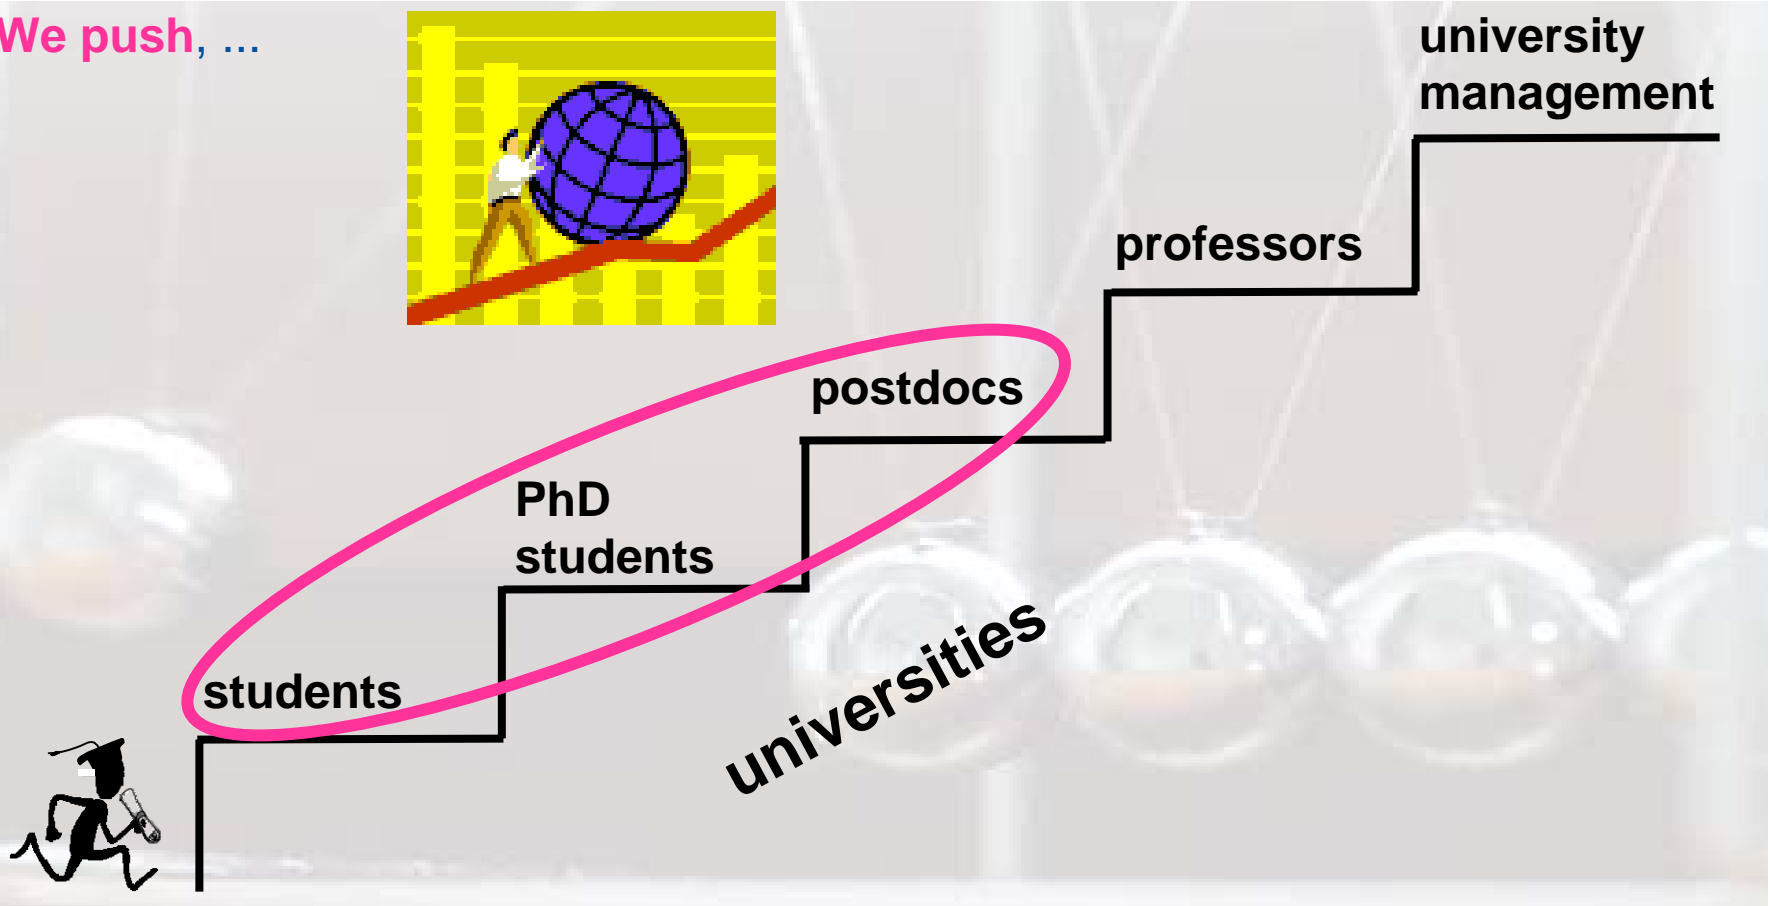 We push, ...
university
management
professors
postdocs
PhD
students
students
universities